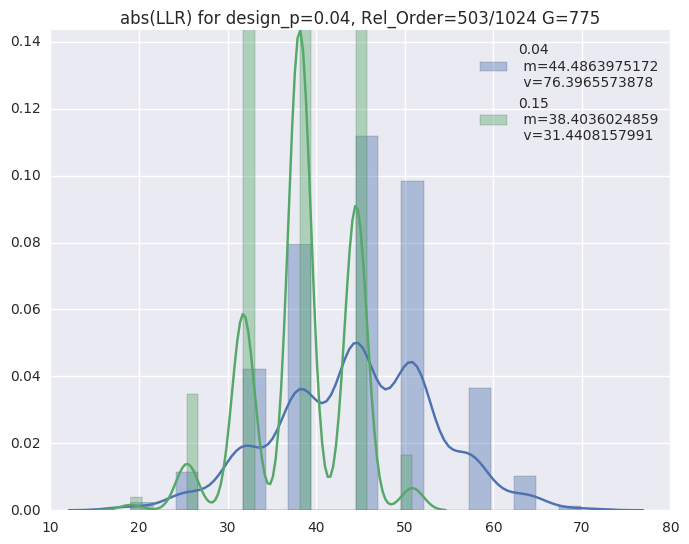 abs(LLR) for design_p=0.04, Rel_Order=503/1024 G=775
0.04
m=44.4863975172
v=76.3965573878
0.15
m=38.4036024859
v=31.4408157991
0.14
0.12
0.10
0.08
0.06
0.04
0.02
0.00
10 20 30 40 50 60 70 80